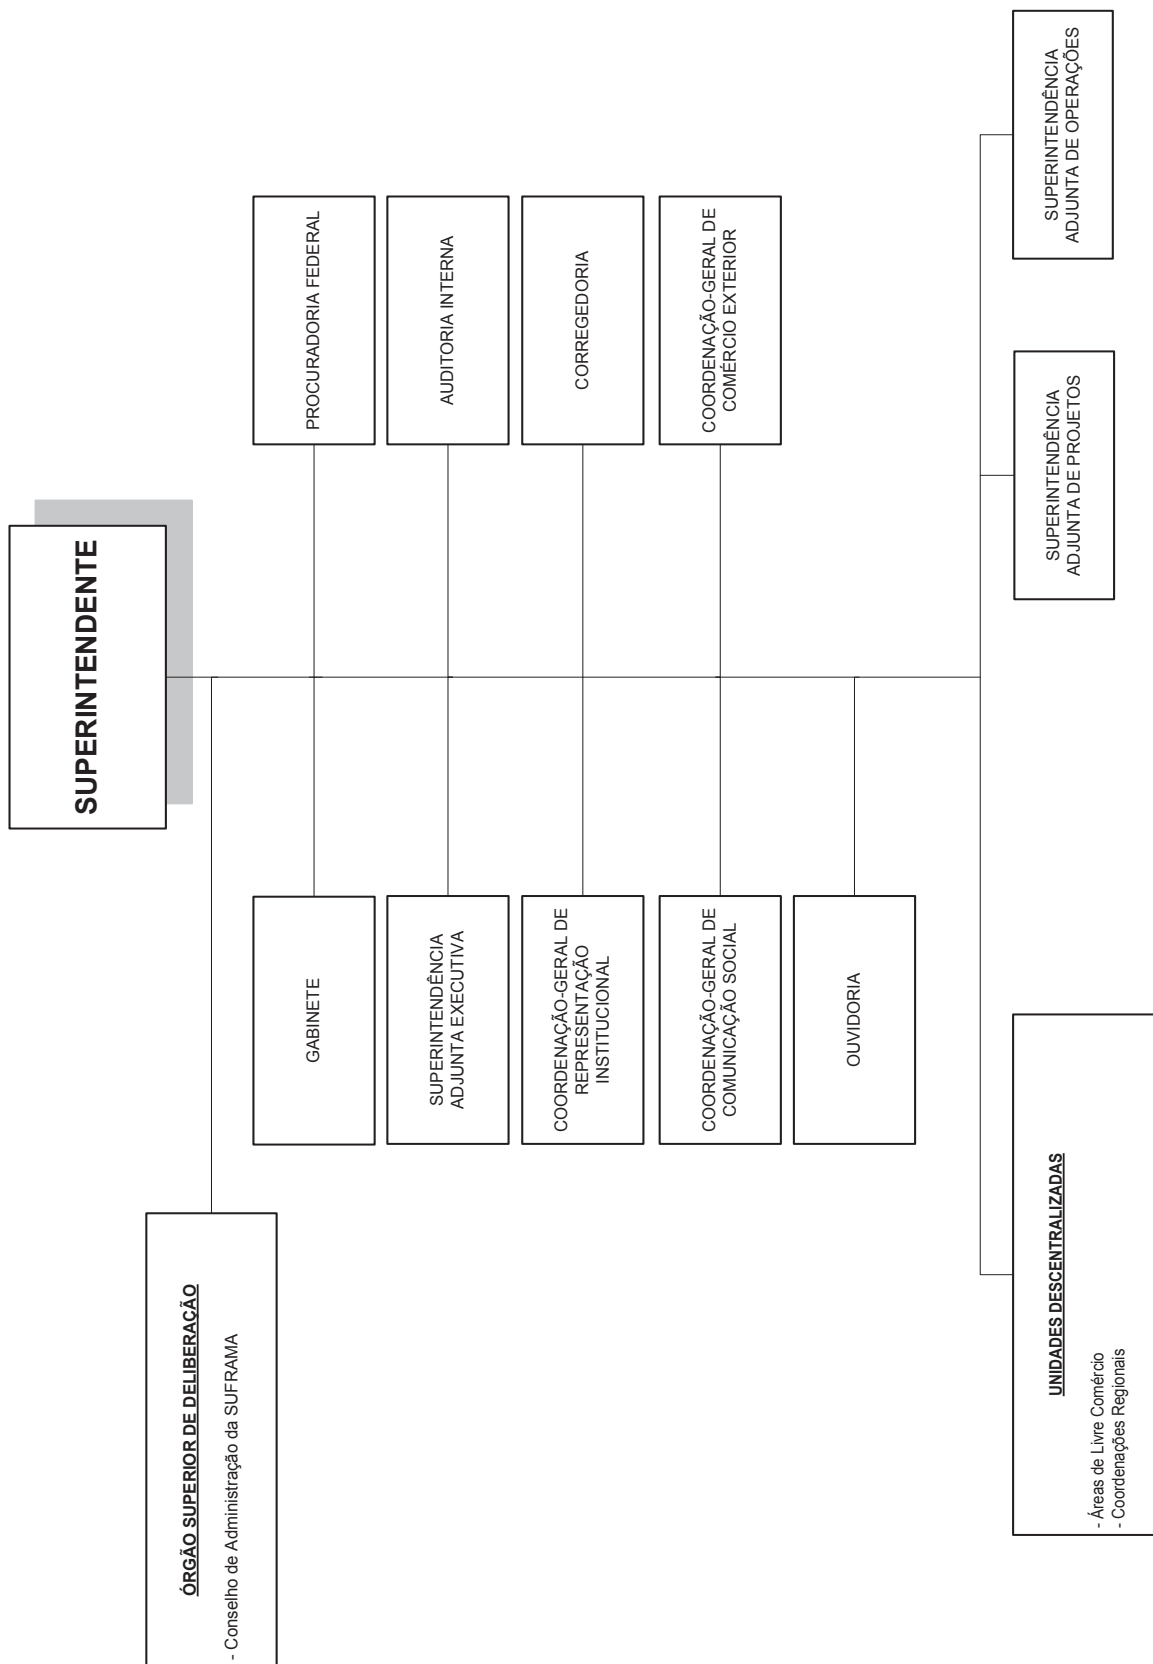 SUPERINTENDENTE
ÓRGÃO SUPERIOR DE DELIBERAÇÃO
- Conselho de Administração da SUFRAMA
GABINETE
PROCURADORIA FEDERAL
SUPERINTENDÊNCIA
ADJUNTA EXECUTIVA
AUDITORIA INTERNA
COORDENAÇÃO-GERAL DE
REPRESENTAÇÃO
INSTITUCIONAL
CORREGEDORIA
COORDENAÇÃO-GERAL DE
COMUNICAÇÃO SOCIAL
COORDENAÇÃO-GERAL DE
COMÉRCIO EXTERIOR
OUVIDORIA
UNIDADES DESCENTRALIZADAS
- Áreas de Livre Comércio
- Coordenações Regionais
SUPERINTENDÊNCIA
ADJUNTA DE PROJETOS
SUPERINTENDÊNCIA
ADJUNTA DE OPERAÇÕES